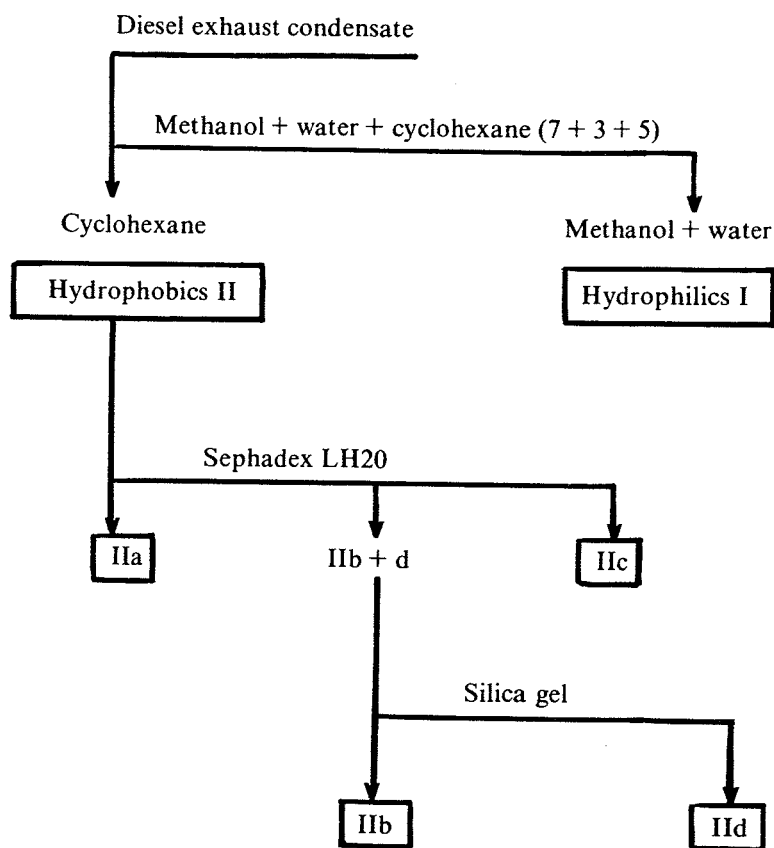 Diesel exhaust condensate
Methanol + water + cyclohexane (7 + 3 + 5)
Cyclohexane
Methanol + water
Hydrophobics II
Hydrophilics I
Sephadex LH20
IIa
IIb + d
IIc
Silica gel
IIb
IId